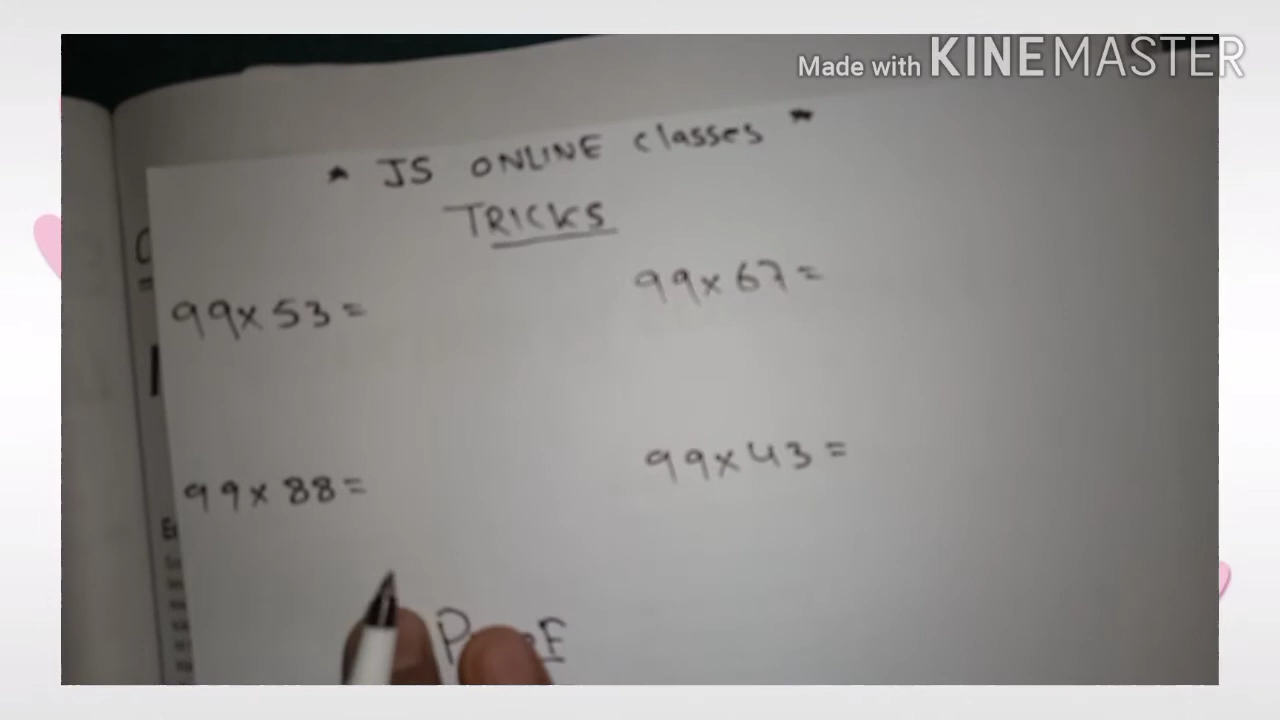 Made with KINEMASTER
* JS ONLINE classes *
TRICKS
99x53=
99x67=
99x88=
99x43=